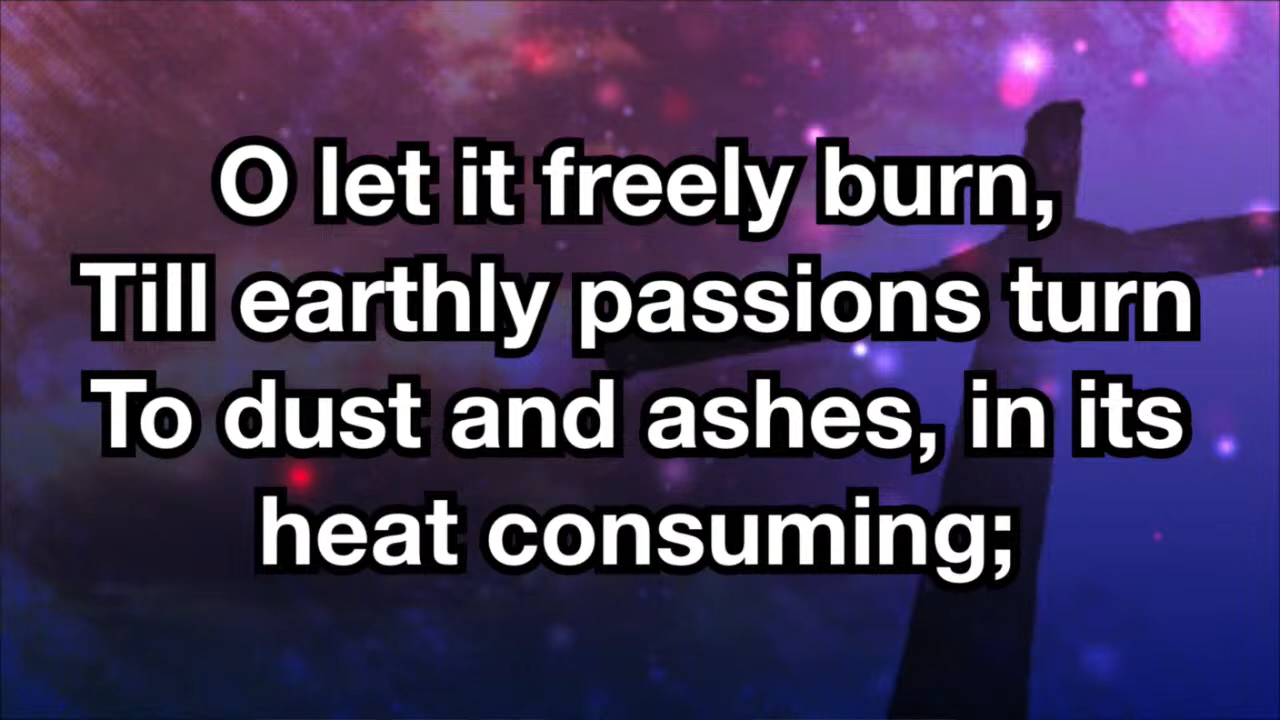 O let it freely burn,
Till earthly passions turn
To dust and ashes, in its
heat consuming;